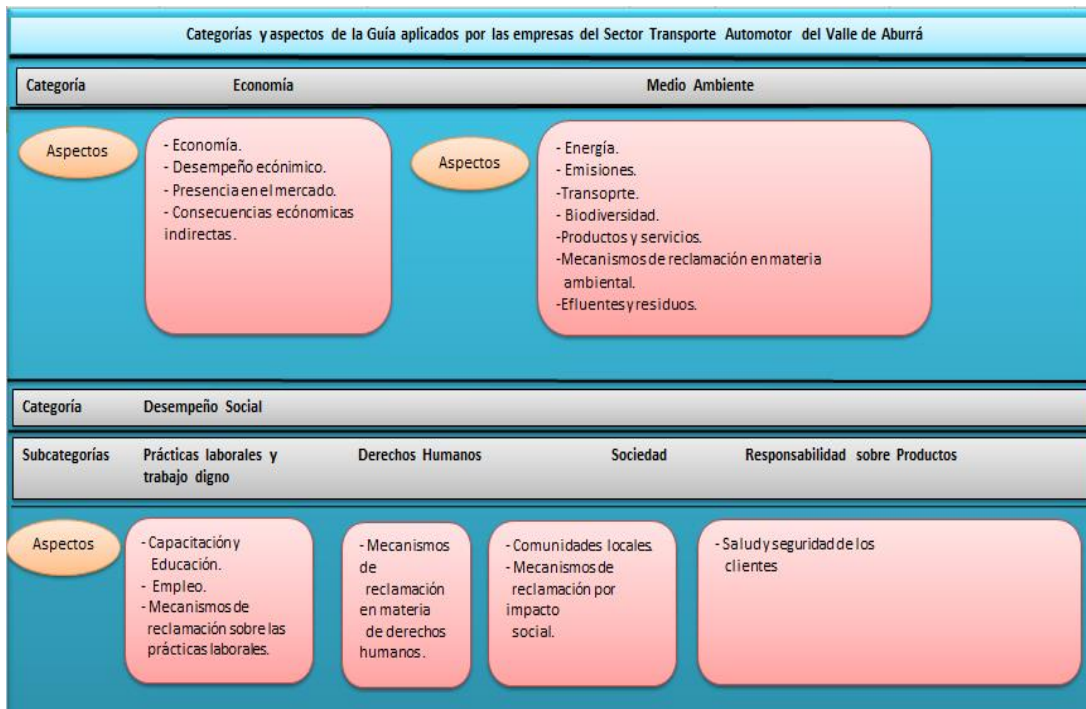 Categorías y aspectos de la Guía aplicados por las empresas del Sector Transporte Automotor del Valle de Aburrá
Categoría Economía Medio Ambiente
Aspectos
- Economía.
- Desempeño ecónimico.
- Presencia en el mercado.
- Consecuencias ecónomicas
indirectas.
Aspectos
- Energía.
- Emisiones.
-Transoprte.
- Biodiversidad.
-Productos y servicios.
-Mecanismos de reclamación en materia
ambiental.
-Efluentes y residuos.
Categoría Desempeño Social
Subcategorías Prácticas laborales y
trabajo digno
Derechos Humanos Sociedad Responsabilidad sobre Productos
Aspectos
- Capacitación y
Educación.
- Empleo.
- Mecanismos de
reclamación sobre las
prácticas laborales.
- Mecanismos
de
reclamación
en materia
de derechos
humanos.
- Comunidades locales.
- Mecanismos de
reclamación por
impacto
social.
- Salud y seguridad de los
clientes